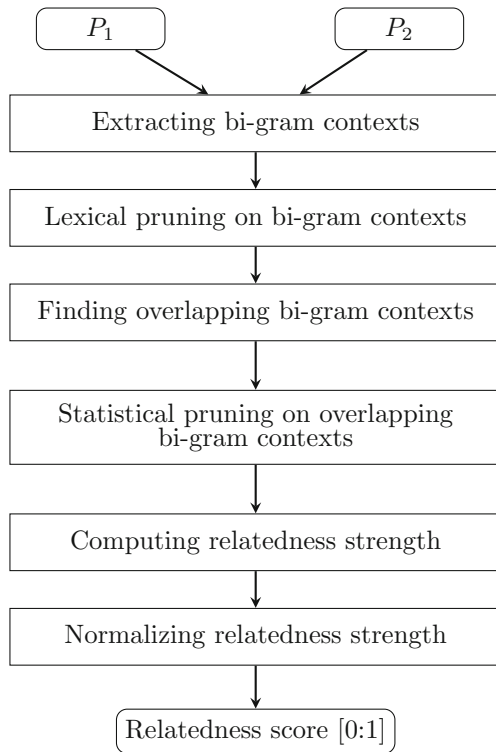 P₁
P₂
Extracting bi-gram contexts
Lexical pruning on bi-gram contexts
Finding overlapping bi-gram contexts
Statistical pruning on overlapping
bi-gram contexts
Computing relatedness strength
Normalizing relatedness strength
Relatedness score [0:1]